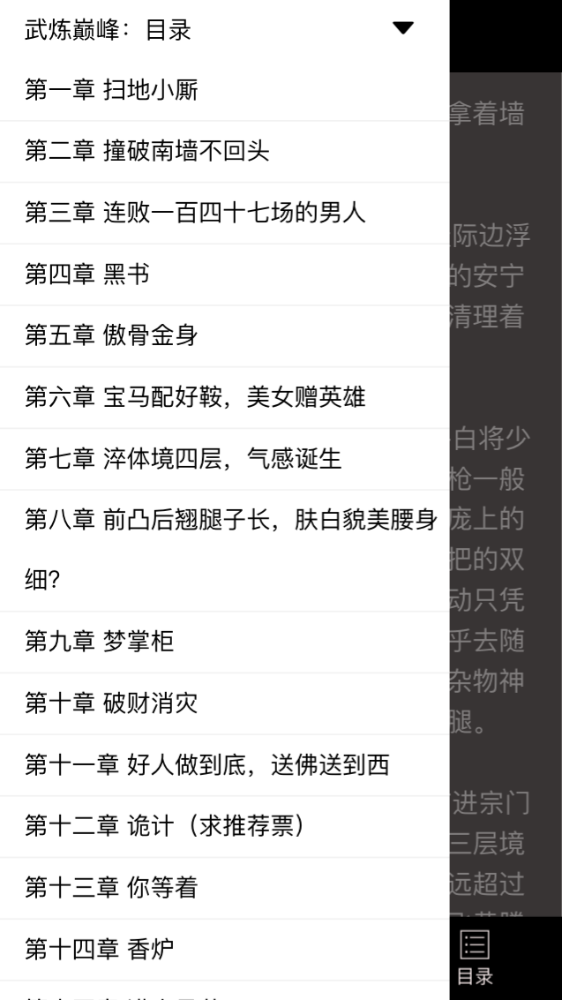 武炼巅峰：目录
第一章 扫地小厮
第二章 撞破南墙不回头
第三章 连败一百四十七场的男人
第四章 黑书
第五章 傲骨金身
第六章 宝马配好鞍，美女赠英雄
第七章 淬体境四层，气感诞生
第八章 前凸后翘腿子长，肤白貌美腰身
细？
第九章 梦掌柜
第十章 破财消灾
第十一章 好人做到底，送佛送到西
第十二章 诡计（求推荐票）
第十三章 你等着
第十四章 香炉
拿着墙
际边浮
的安宁
清理着
白将少
枪一般
庞上的
把的双
动只凭
乎去随
杂物神
腿。
进宗门
三层境
远超过
目录